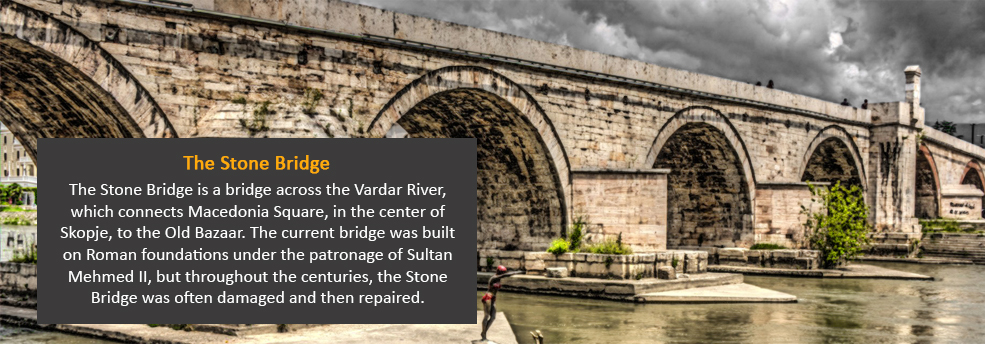 The Stone Bridge
The Stone Bridge is a bridge across the Vardar River,
which connects Macedonia Square, in the center of
Skopje, to the Old Bazaar. The current bridge was built
on Roman foundations under the patronage of Sultan
Mehmed II, but throughout the centuries, the Stone
Bridge was often damaged and then repaired.